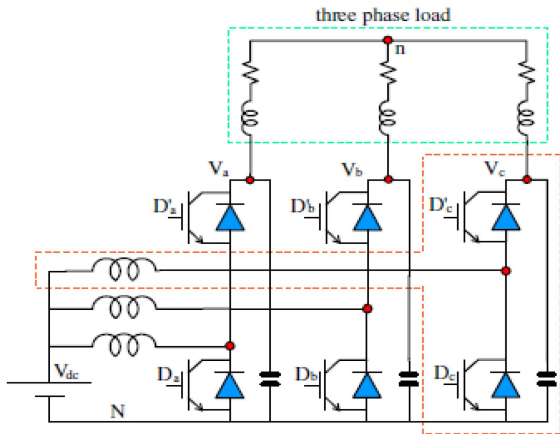 three phase load
n
Va Vb Vc
D'a D'b D'c
Da Db Dc
Vdc
N